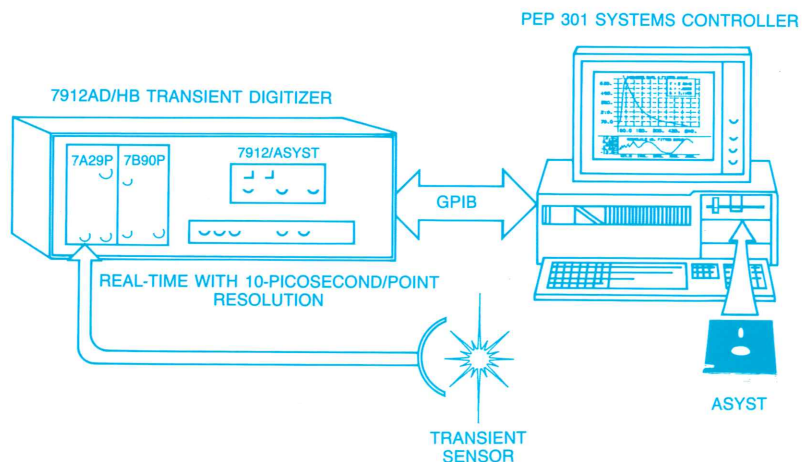 PEP 301 SYSTEMS CONTROLLER
7912AD/HB TRANSIENT DIGITIZER
7A29P
7B90P
7912/ASYST
GPIB
REAL-TIME WITH 10-PICOSECOND/POINT
RESOLUTION
ASYST
TRANSIENT
SENSOR